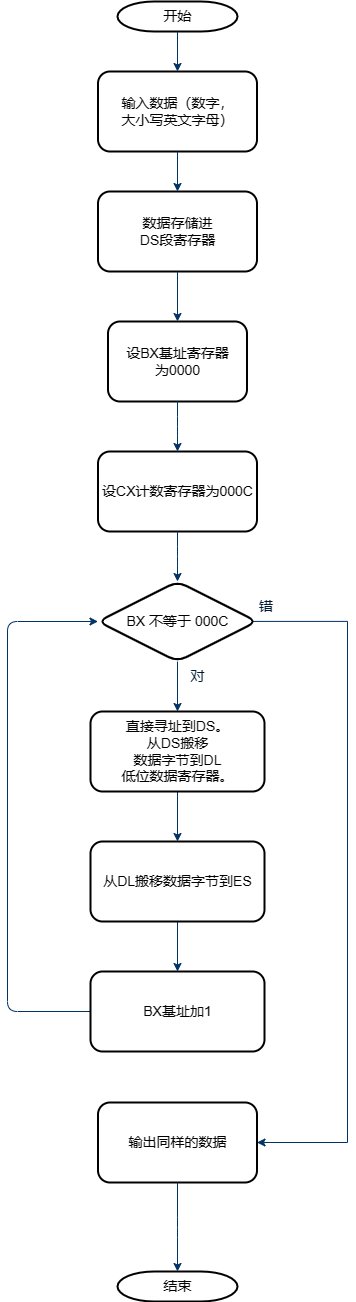 开始
输入数据（数字，
大小写英文字母）
数据存储进
DS段寄存器
设BX基址寄存器
为0000
设CX计数寄存器为000C
BX 不等于 000C
错
对
直接寻址到DS。
从DS搬移
数据字节到DL
低位数据寄存器。
从DL搬移数据字节到ES
BX基址加1
输出同样的数据
结束